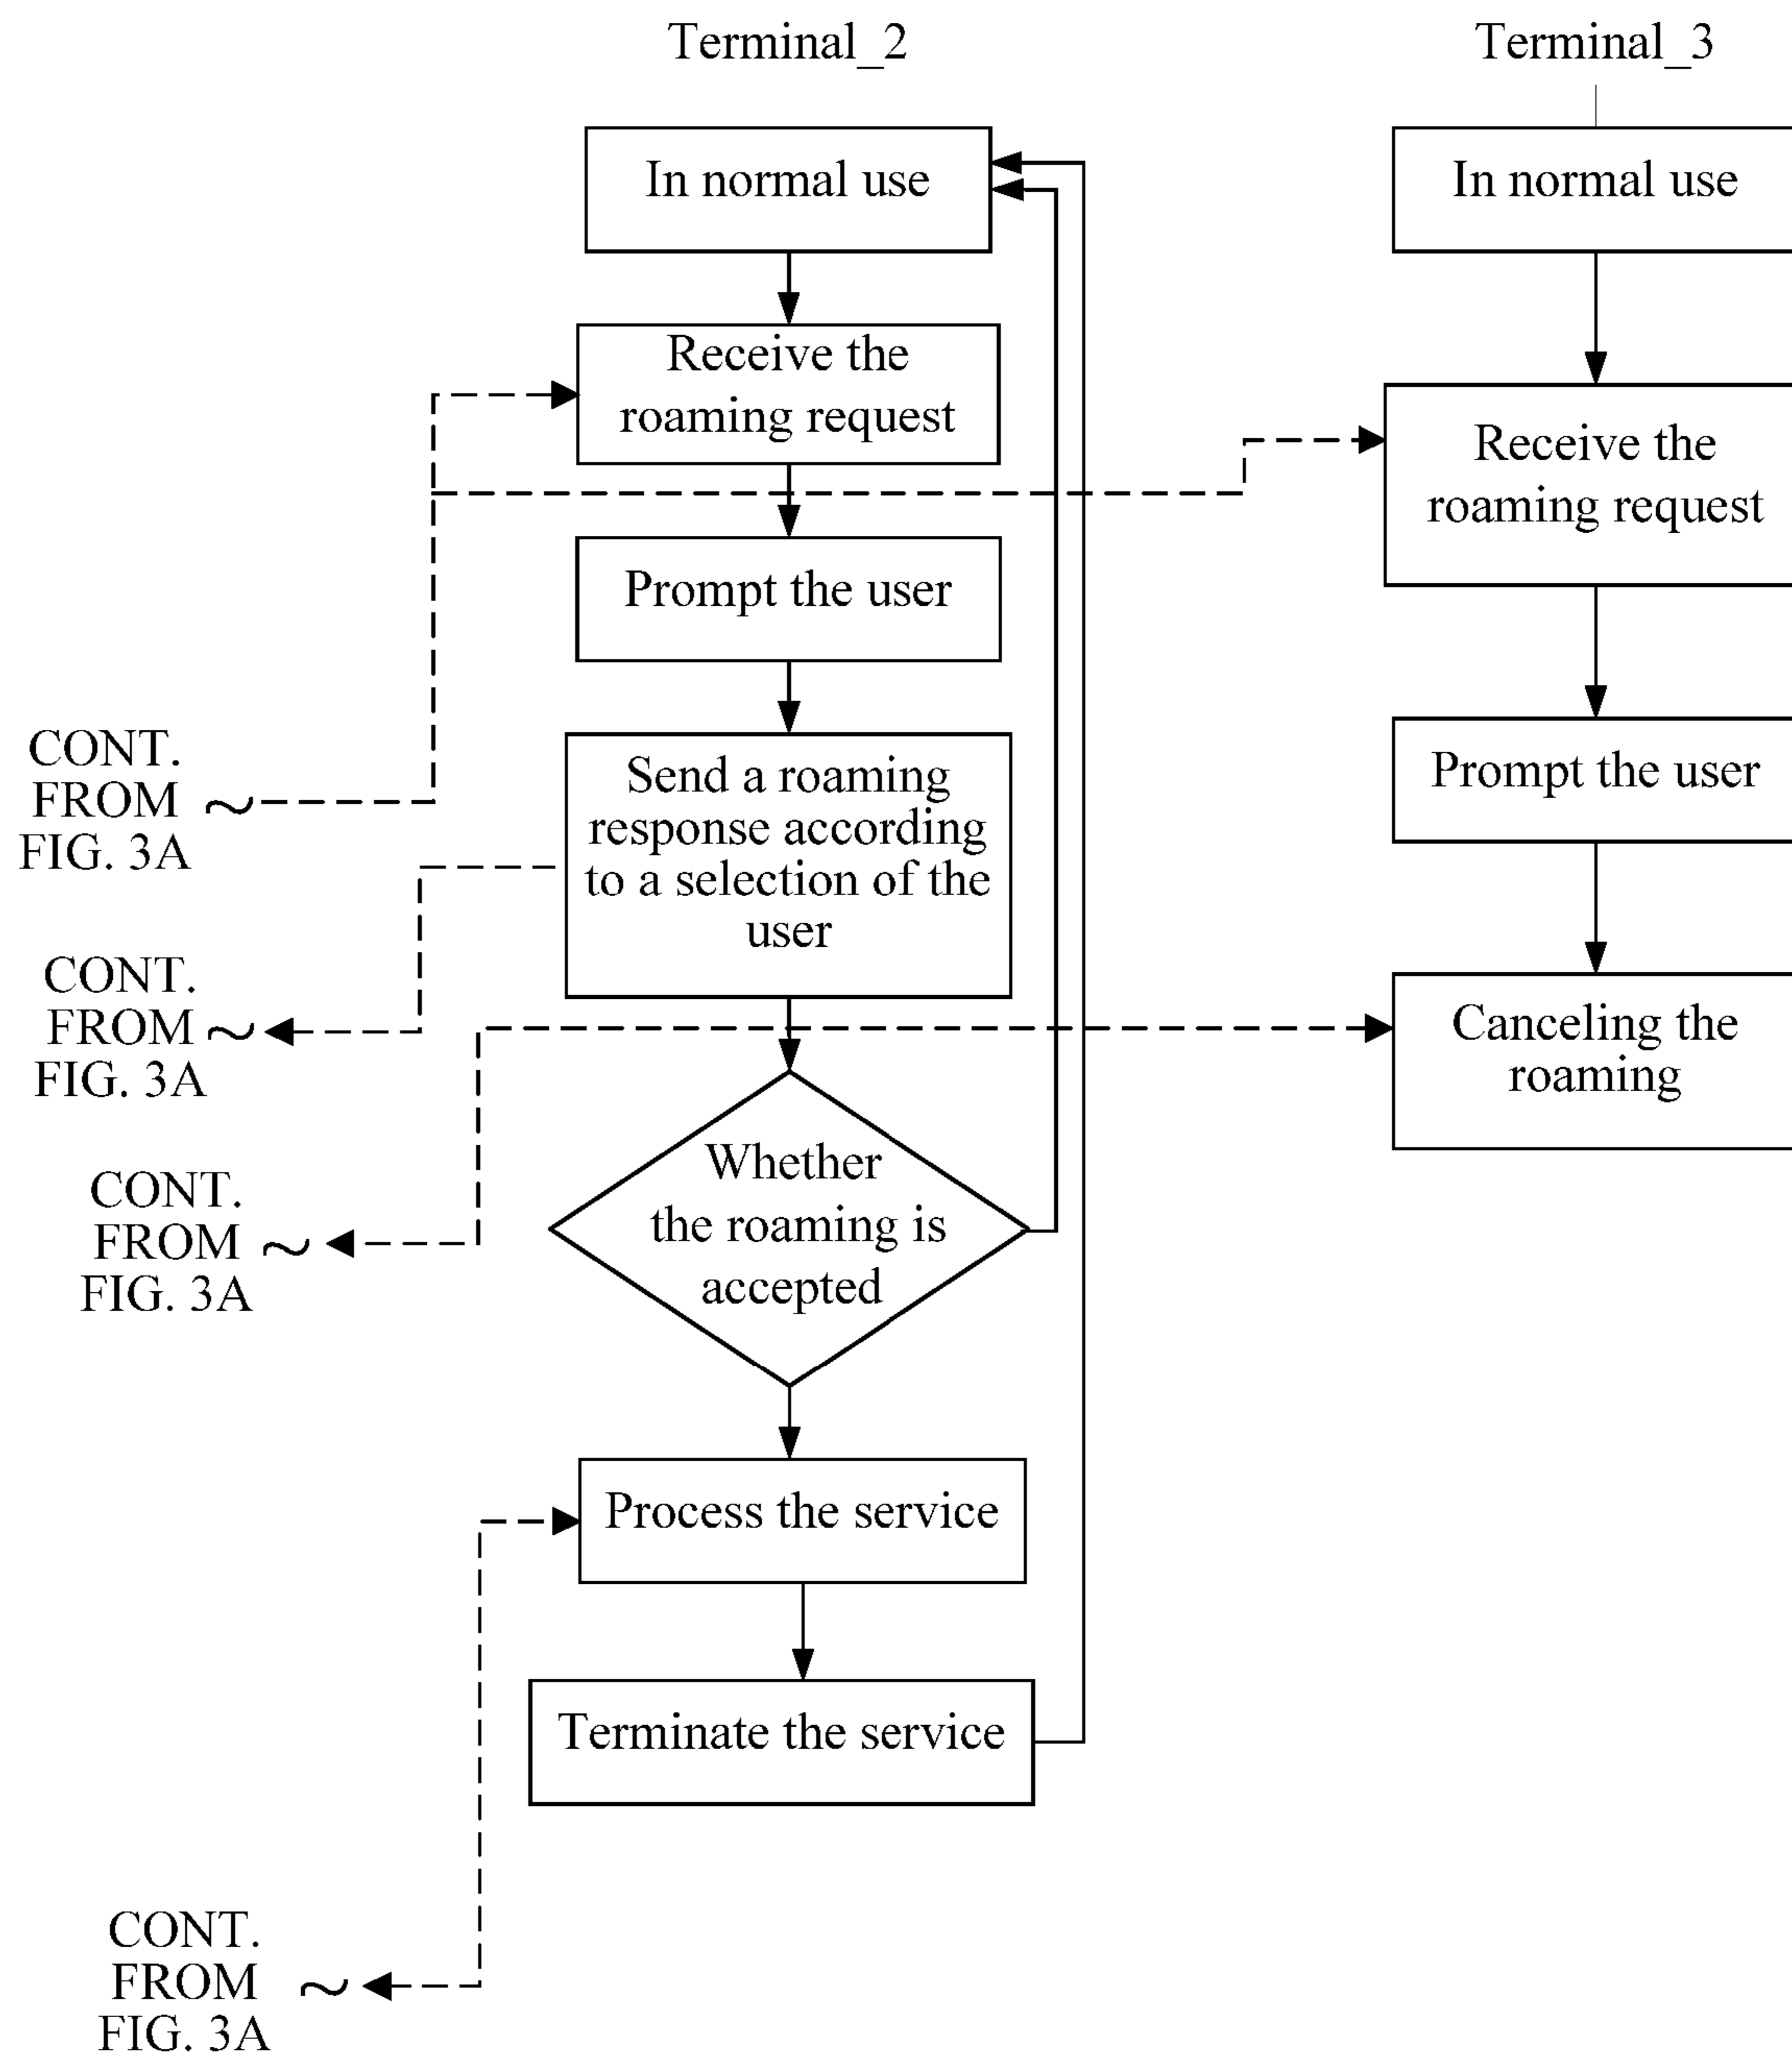 Terminal_2
In normal use
Receive the
roaming request
Prompt the user
Send a roaming
response according
to a selection of the
user
Whether
the roaming is
accepted
Process the service
Terminate the service
Terminal_3
In normal use
Receive the
roaming request
Prompt the user
Canceling the
roaming
CONT.
FROM ~
FIG. 3A
CONT.
FROM ~
FIG. 3A
CONT.
FROM ~
FIG. 3A
CONT.
FROM ~
FIG. 3A